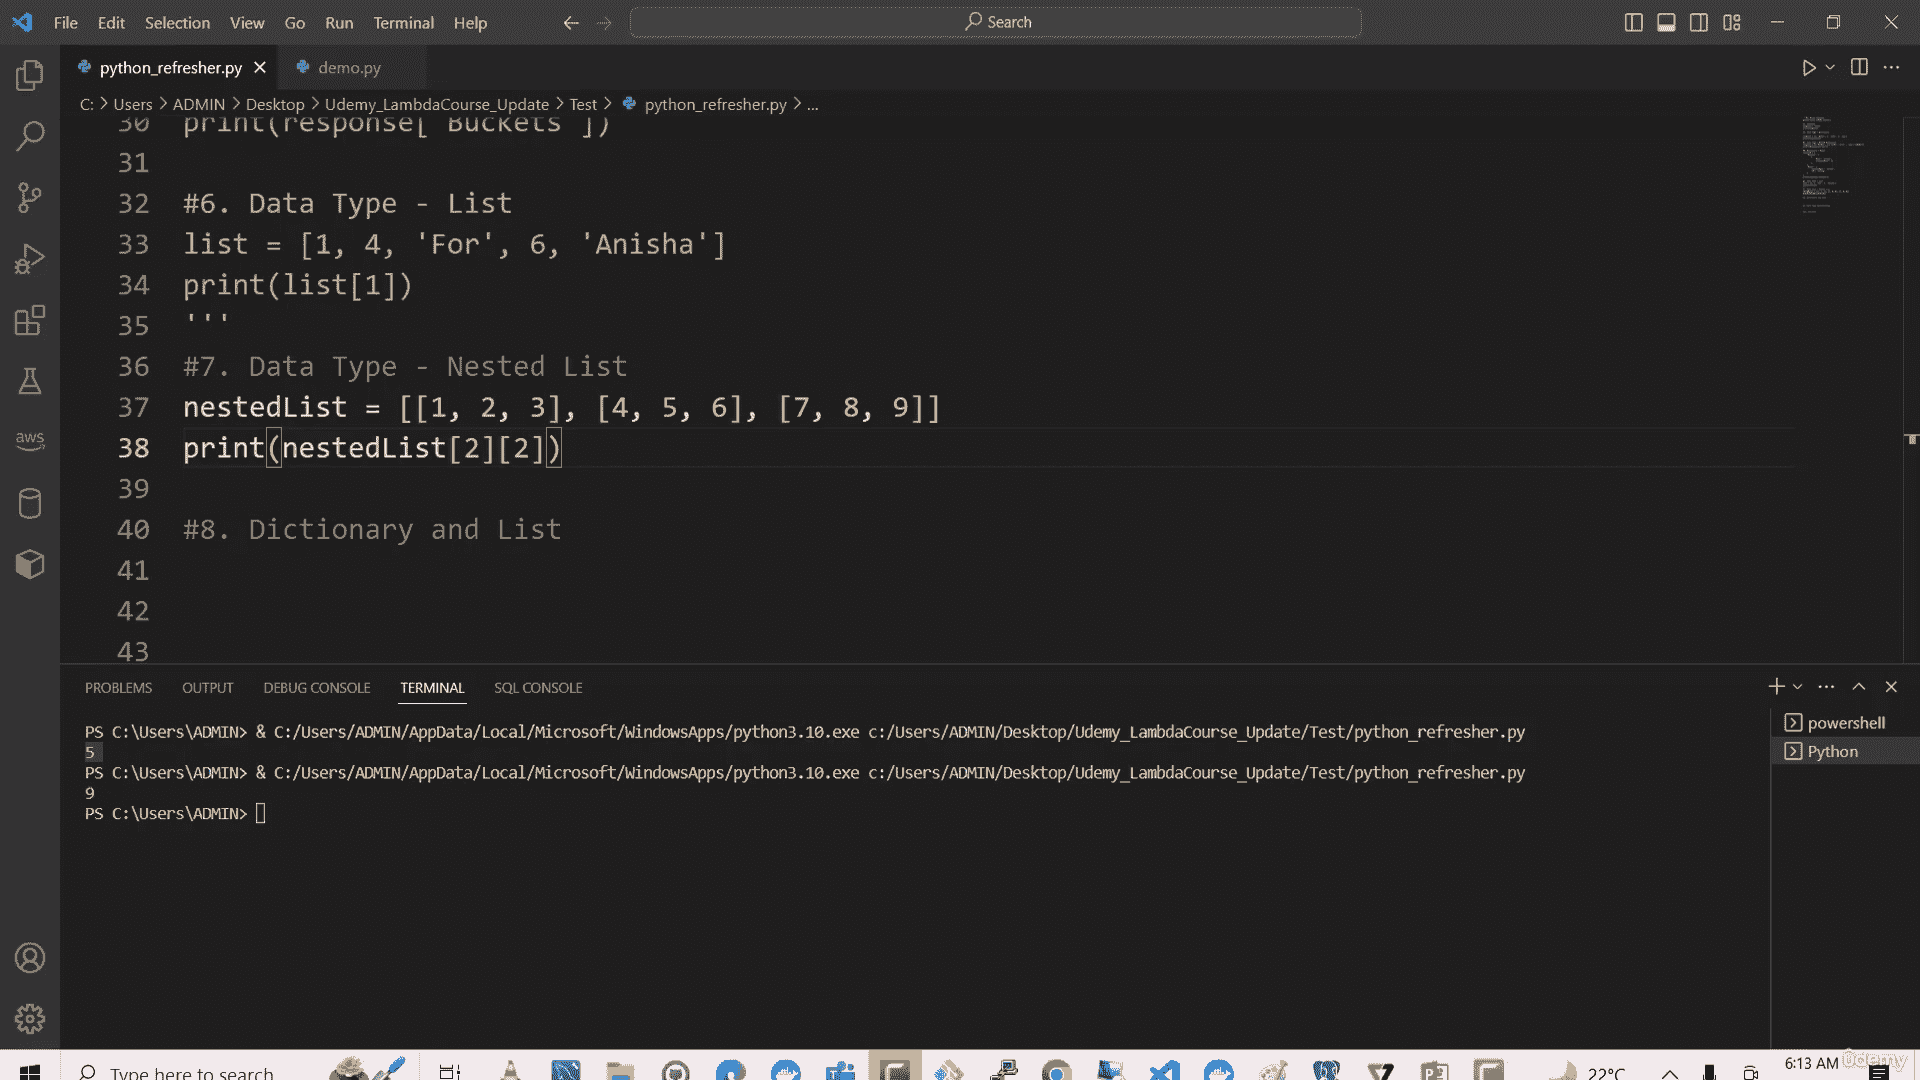 File Edit Selection View Go Run Terminal Help
Search
python_refresher.py
demo.py
C: > Users > ADMIN > Desktop > Udemy_LambdaCourse_Update > Test > python_refresher.py > ...
30 print(response['Buckets'])
31
32 #6. Data Type - List
33 list = [1, 4, 'For', 6, 'Anisha']
34 print(list[1])
35 '''
36 #7. Data Type - Nested List
37 nestedList = [[1, 2, 3], [4, 5, 6], [7, 8, 9]]
38 print(nestedList[2][2])
39
40 #8. Dictionary and List
41
42
43
aws
PROBLEMS OUTPUT DEBUG CONSOLE TERMINAL SQL CONSOLE
PS C:\Users\ADMIN> & C:/Users/ADMIN/AppData/Local/Microsoft/WindowsApps/python3.10.exe c:/Users/ADMIN/Desktop/Udemy_LambdaCourse_Update/Test/python_refresher.py
5
PS C:\Users\ADMIN> & C:/Users/ADMIN/AppData/Local/Microsoft/WindowsApps/python3.10.exe c:/Users/ADMIN/Desktop/Udemy_LambdaCourse_Update/Test/python_refresher.py
9
PS C:\Users\ADMIN>
powershell
Python
Type here to search
22°C
6:13 AM
Udemy